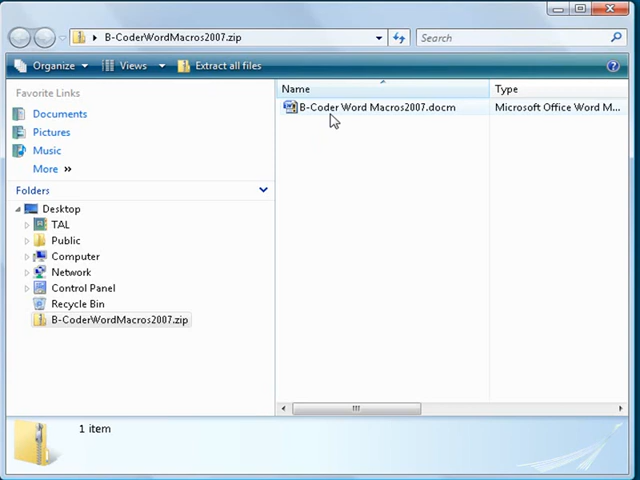 B-CoderWordMacros2007.zip
Search
Organize Views Extract all files
Favorite Links
Documents
Pictures
Music
More »
Folders
Desktop
TAL
Public
Computer
Network
Control Panel
Recycle Bin
B-CoderWordMacros2007.zip
Name Type
B-Coder Word Macros2007.docm Microsoft Office Word M...
1 item